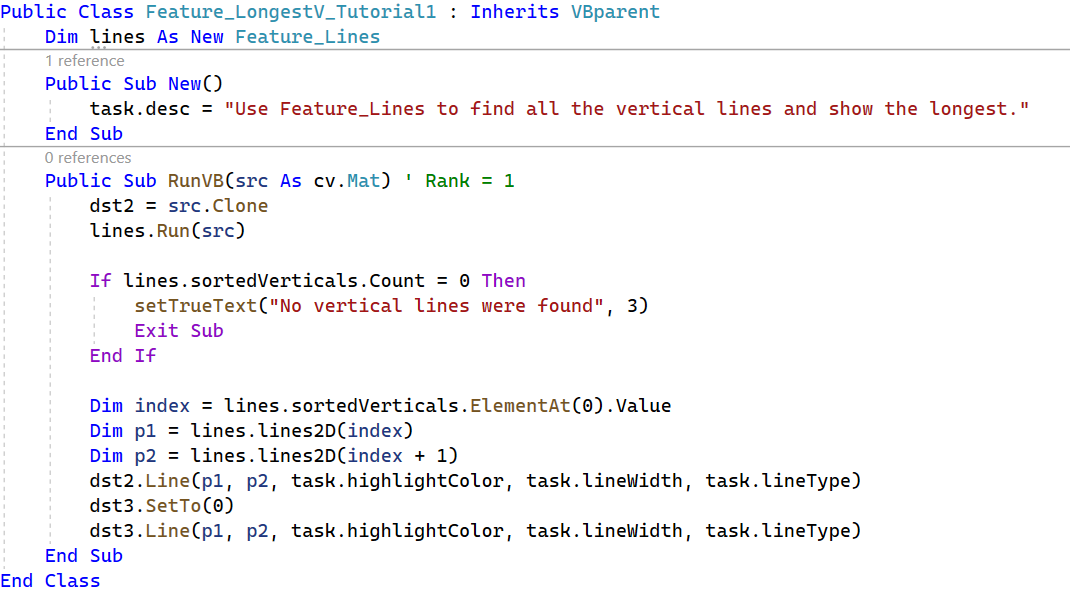 Public Class Feature_LongestV_Tutorial1 : Inherits VBparent
    Dim lines As New Feature_Lines
    1 reference
    Public Sub New()
        task.desc = "Use Feature_Lines to find all the vertical lines and show the longest."
    End Sub
    0 references
    Public Sub RunVB(src As cv.Mat) ' Rank = 1
        dst2 = src.Clone
        lines.Run(src)

        If lines.sortedVerticals.Count = 0 Then
            setTrueText("No vertical lines were found", 3)
            Exit Sub
        End If

        Dim index = lines.sortedVerticals.ElementAt(0).Value
        Dim p1 = lines.lines2D(index)
        Dim p2 = lines.lines2D(index + 1)
        dst2.Line(p1, p2, task.highlightColor, task.lineWidth, task.lineType)
        dst3.SetTo(0)
        dst3.Line(p1, p2, task.highlightColor, task.lineWidth, task.lineType)
    End Sub
End Class